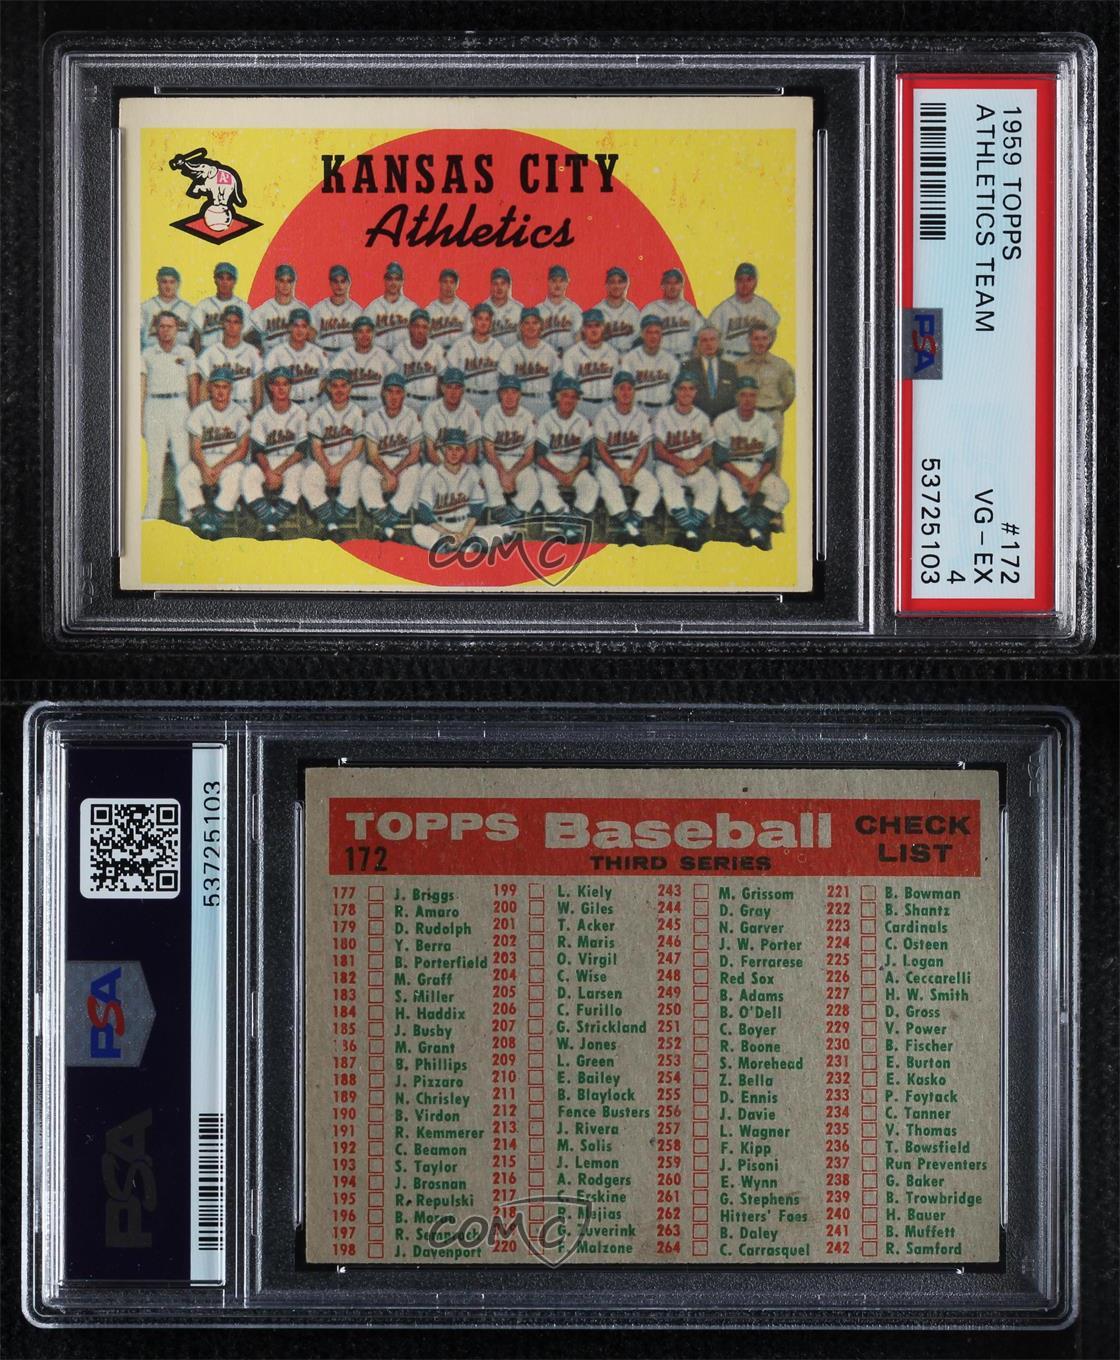 KANSAS CITY
Athletics
A's
1959 TOPPS
#172
ATHLETICS TEAM
VG-EX
4
PSA
53725103
COMC
53725103
PSA
PSA
TOPPS Baseball CHECK LIST
172 THIRD SERIES
177 J. Briggs 199 L. Kiely 243 M. Grissom 221 B. Bowman
178 R. Amaro 200 W. Giles 244 D. Gray 222 B. Shantz
179 D. Rudolph 201 T. Acker 245 N. Garver 223 Cardinals
180 Y. Berra 202 R. Maris 246 J. W. Porter 224 C. Osteen
181 B. Porterfield 203 O. Virgil 247 D. Ferrarese 225 J. Logan
182 M. Graff 204 C. Wise 248 Red Sox 226 A. Ceccarelli
183 S. Miller 205 D. Larsen 249 B. Adams 227 H. W. Smith
184 H. Haddix 206 C. Furillo 250 B. O'Dell 228 D. Gross
185 J. Busby 207 G. Strickland 251 C. Boyer 229 V. Power
186 M. Grant 208 W. Jones 252 R. Boone 230 B. Fischer
187 B. Phillips 209 L. Green 253 S. Morehead 231 E. Burton
188 J. Pizzaro 210 E. Bailey 254 Z. Bella 232 E. Kasko
189 N. Chrisley 211 B. Blaylock 255 D. Ennis 233 P. Foytack
190 B. Virdon 212 Fence Busters 256 J. Davie 234 C. Tanner
191 R. Kemmerer 213 J. Rivera 257 L. Wagner 235 V. Thomas
192 C. Beamon 214 M. Solis 258 F. Kipp 236 T. Bowsfield
193 S. Taylor 215 J. Lemon 259 J. Pisoni 237 Run Preventers
194 J. Brosnan 216 A. Rodgers 260 E. Wynn 238 G. Baker
195 R. Repulski 217 C. Erskine 261 G. Stephens 239 B. Trowbridge
196 B. 218 R. Mejias 262 Hitters' Foes 240 H. Bauer
197 R. Semproch 219 G. Zuverink 263 B. Daley 241 B. Muffett
198 J. Davenport 220 F. Malzone 264 C. Carrasquel 242 R. Samford
COMC